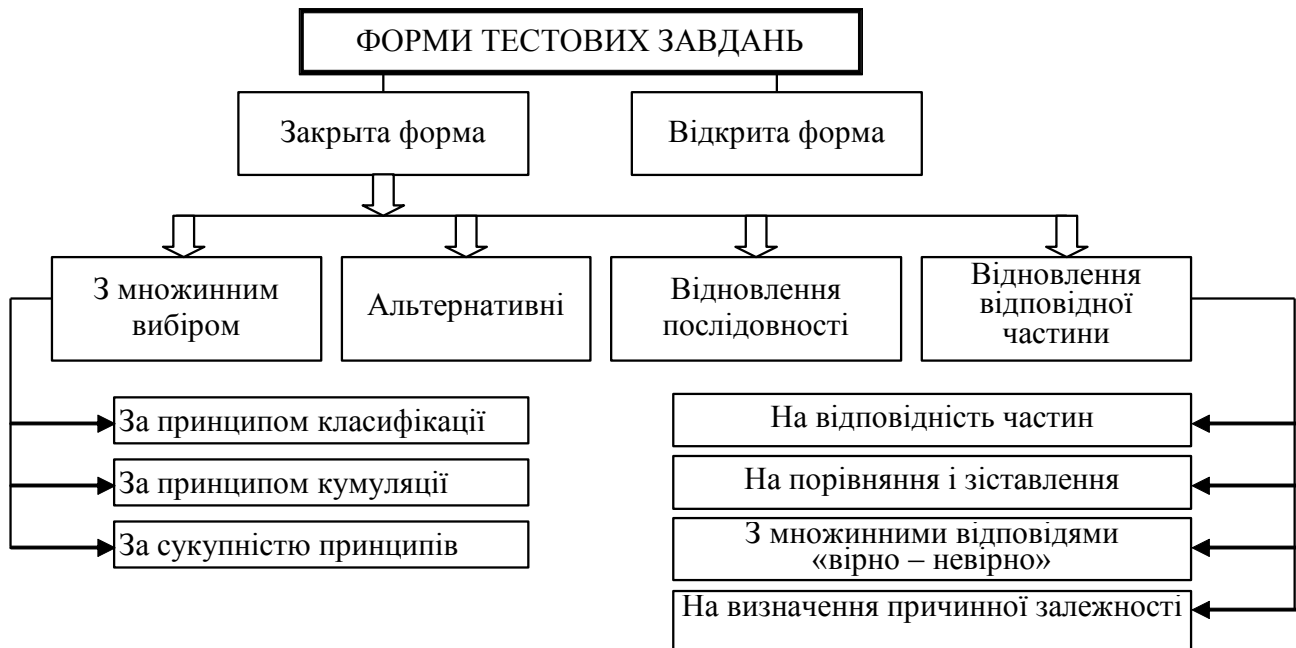 ФОРМИ ТЕСТОВИХ ЗАВДАНЬ
Закрыта форма
Відкрита форма
З множинним
вибіром
Альтернативні
Відновлення
послідовності
Відновлення
відповідної
частини
За принципом класифікації
За принципом кумуляції
За сукупністю принципів
На відповідність частин
На порівняння і зіставлення
З множинними відповідями
«вірно – невірно»
На визначення причинної залежності